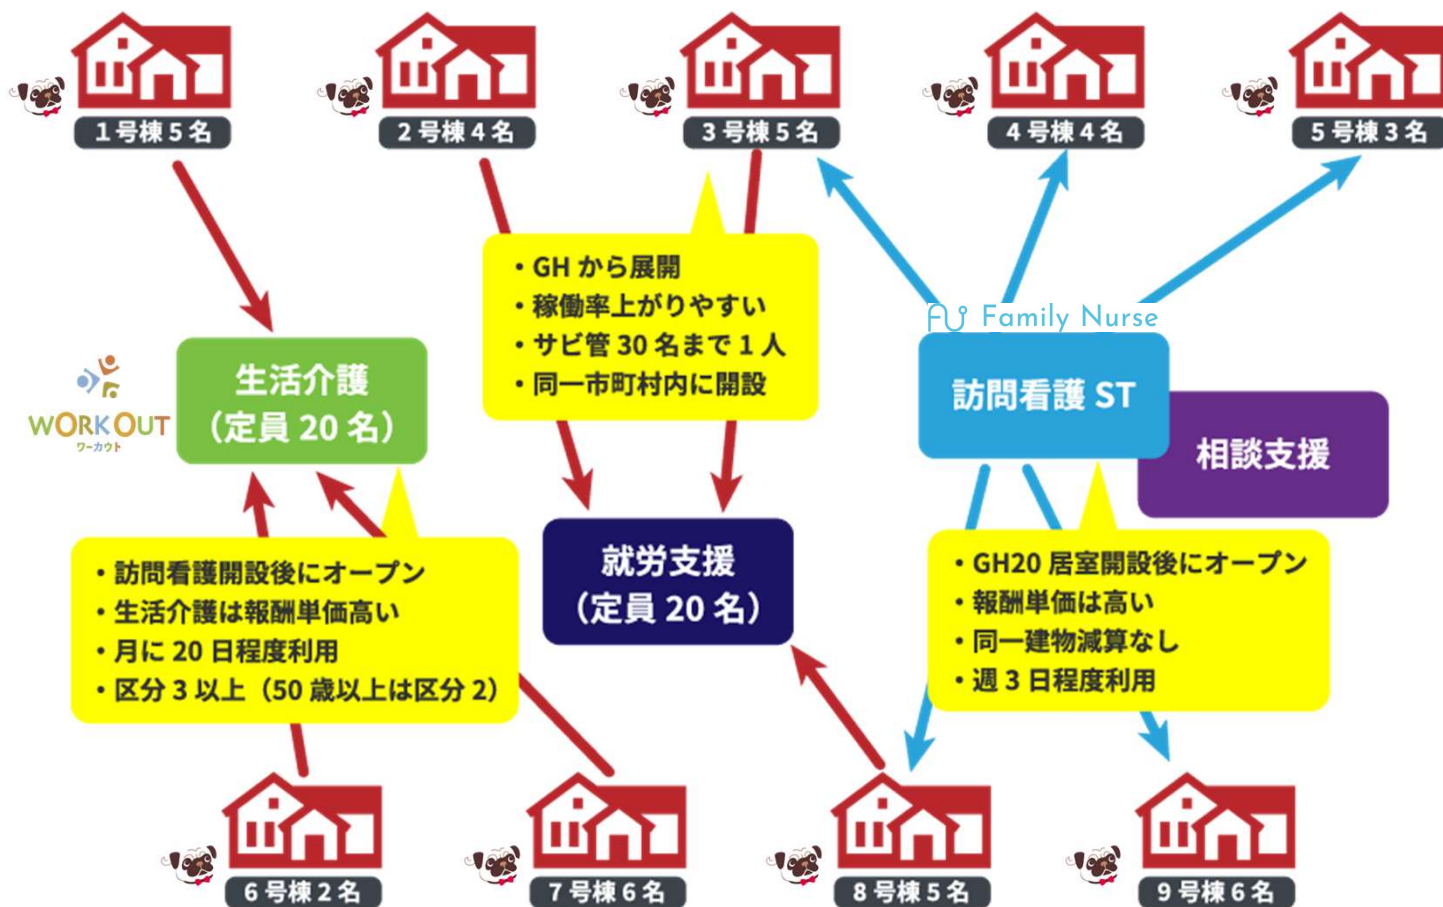 1号棟5名
2号棟4名
3号棟5名
4号棟4名
5号棟3名
・GHから展開
・稼働率上がりやすい
・サビ管30名まで1人
・同一市町村内に開設
Family Nurse
WORKOUT
ワーカウト
生活介護
（定員20名）
訪問看護ST
相談支援
就労支援
（定員20名）
・訪問看護開設後にオープン
・生活介護は報酬単価高い
・月に20日程度利用
・区分3以上（50歳以上は区分2）
・GH20居室開設後にオープン
・報酬単価は高い
・同一建物減算なし
・週3日程度利用
6号棟2名
7号棟6名
8号棟5名
9号棟6名